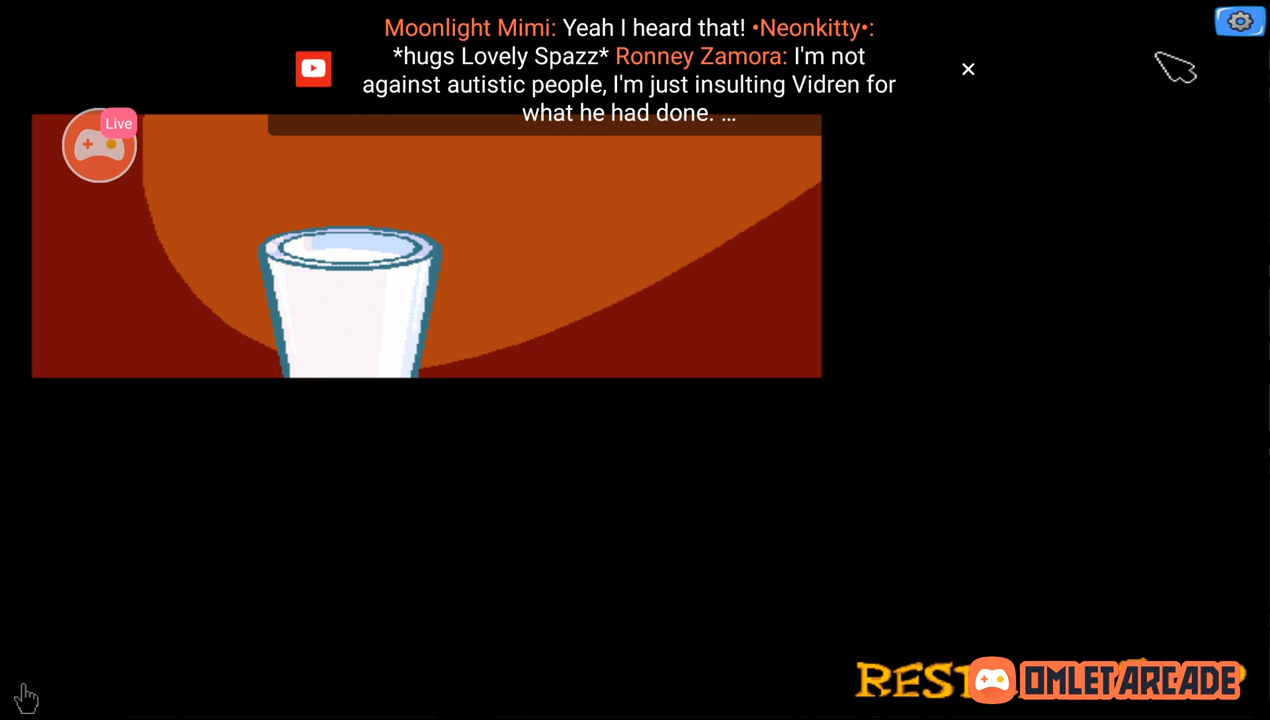 Moonlight Mimi: Yeah I heard that! •Neonkitty•:
*hugs Lovely Spazz* Ronney Zamora: I'm not
against autistic people, I'm just insulting Vidren for
what he had done. ...
Live
OMLET ARCADE